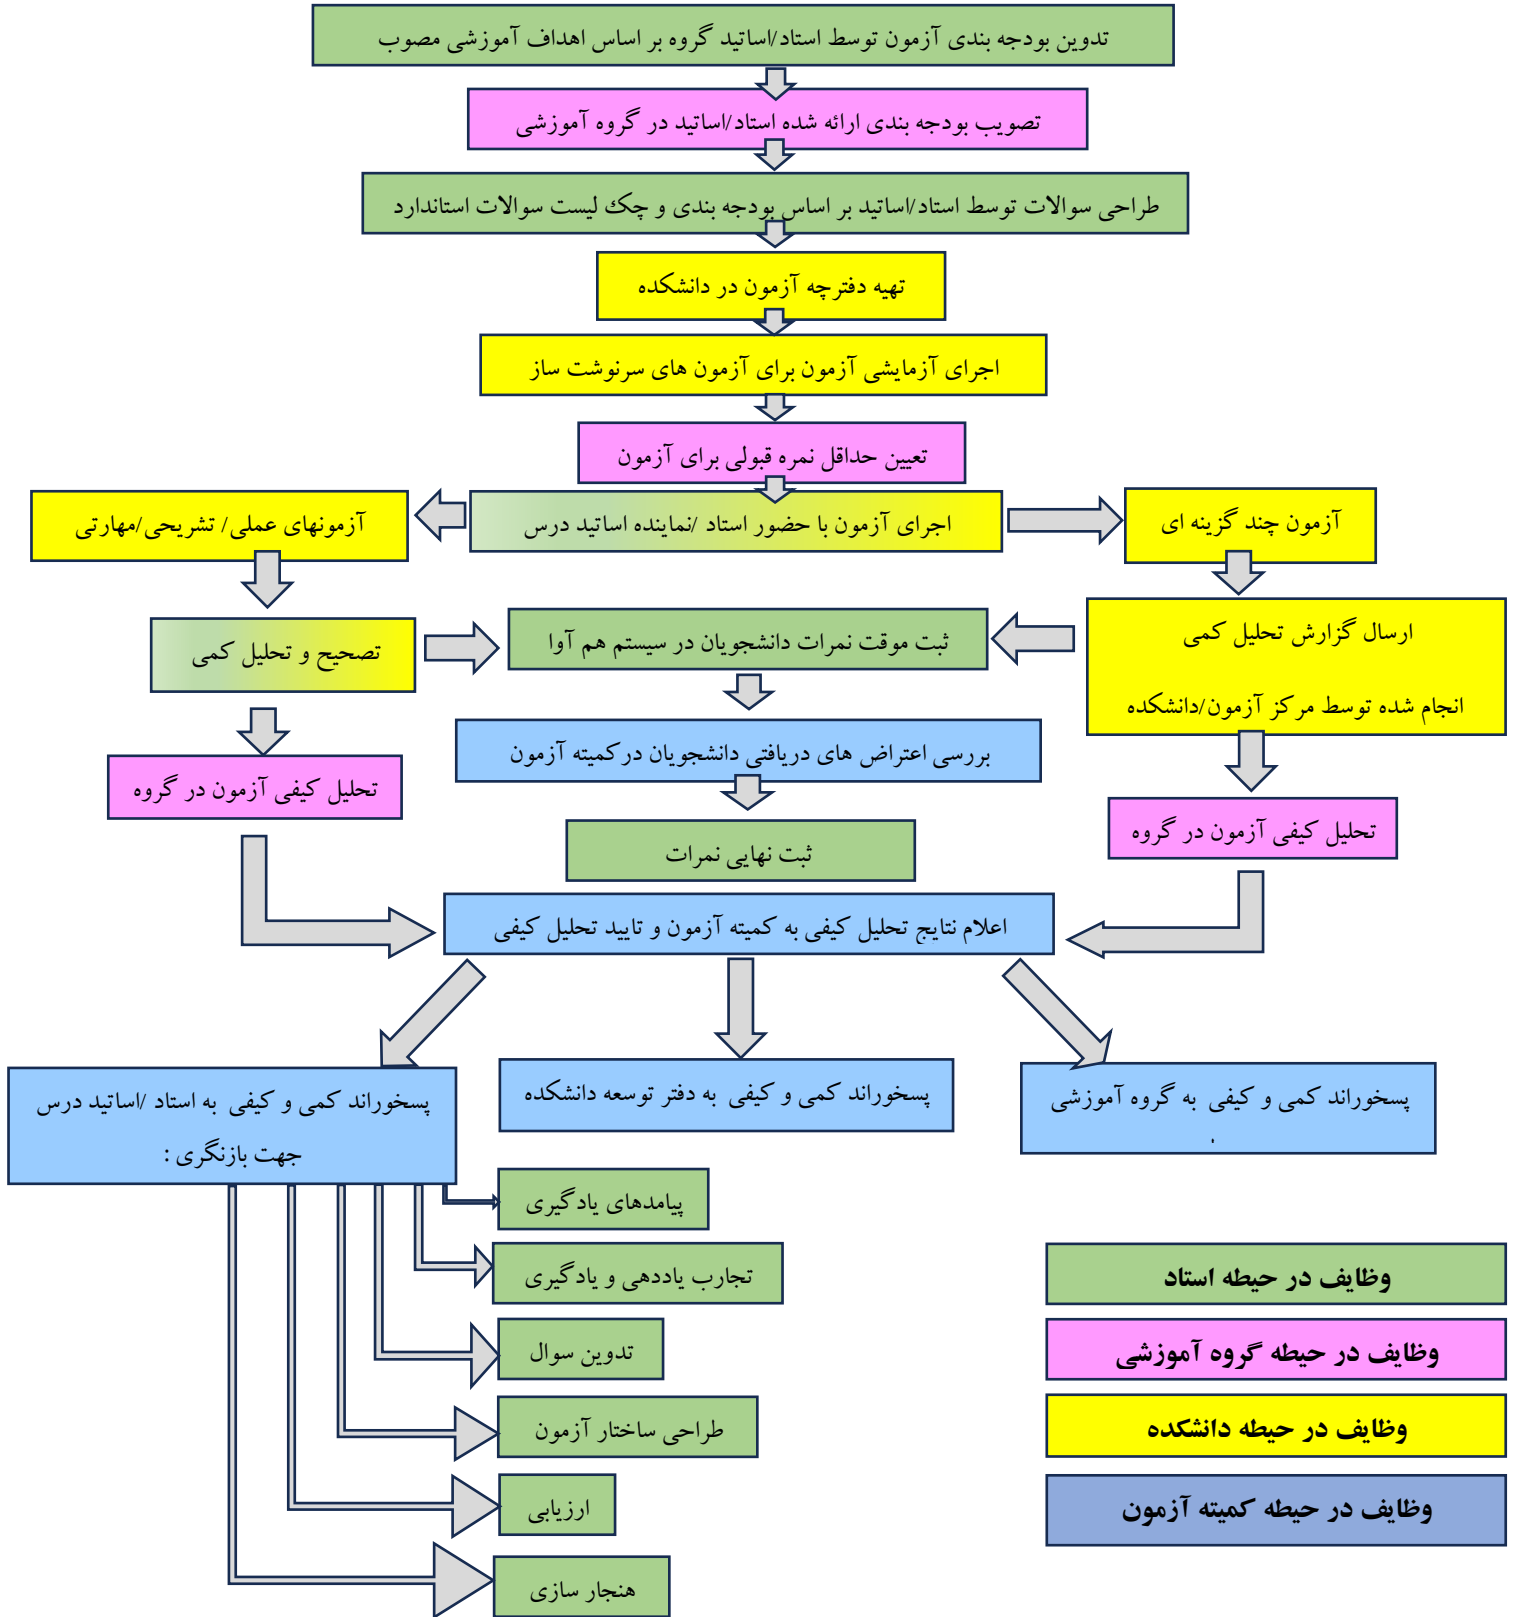 تدوین بودجه بندی آزمون توسط استاد/اساتید گروه بر اساس اهداف آموزشی مصوب
تصویب بودجه بندی ارائه شده استاد/اساتید در گروه آموزشی
طراحی سوالات توسط استاد/اساتید بر اساس بودجه بندی و چک لیست سوالات استاندارد
تهیه دفترچه آزمون در دانشکده
اجرای آزمایشی آزمون برای آزمون های سرنوشت ساز
تعیین حداقل نمره قبولی برای آزمون
آزمون چند گزینه ای
اجرای آزمون با حضور استاد /نماینده اساتید درس
آزمونهای عملی/ تشریحی/مهارتی
ارسال گزارش تحلیل کمی
انجام شده توسط مرکز آزمون/دانشکده
ثبت موقت نمرات دانشجویان در سیستم هم آوا
تصحیح و تحلیل کمی
بررسی اعتراض های دریافتی دانشجویان درکمیته آزمون
تحلیل کیفی آزمون در گروه
تحلیل کیفی آزمون در گروه
ثبت نهایی نمرات
اعلام نتایج تحلیل کیفی به کمیته آزمون و تایید تحلیل کیفی
پسخوراند کمی و کیفی به گروه آموزشی
.
پسخوراند کمی و کیفی به دفتر توسعه دانشکده
پسخوراند کمی و کیفی به استاد /اساتید درس
جهت بازنگری :
پیامدهای یادگیری
تجارب یاددهی و یادگیری
تدوین سوال
طراحی ساختار آزمون
ارزیابی
هنجار سازی
وظایف در حیطه استاد
وظایف در حیطه گروه آموزشی
وظایف در حیطه دانشکده
وظایف در حیطه کمیته آزمون